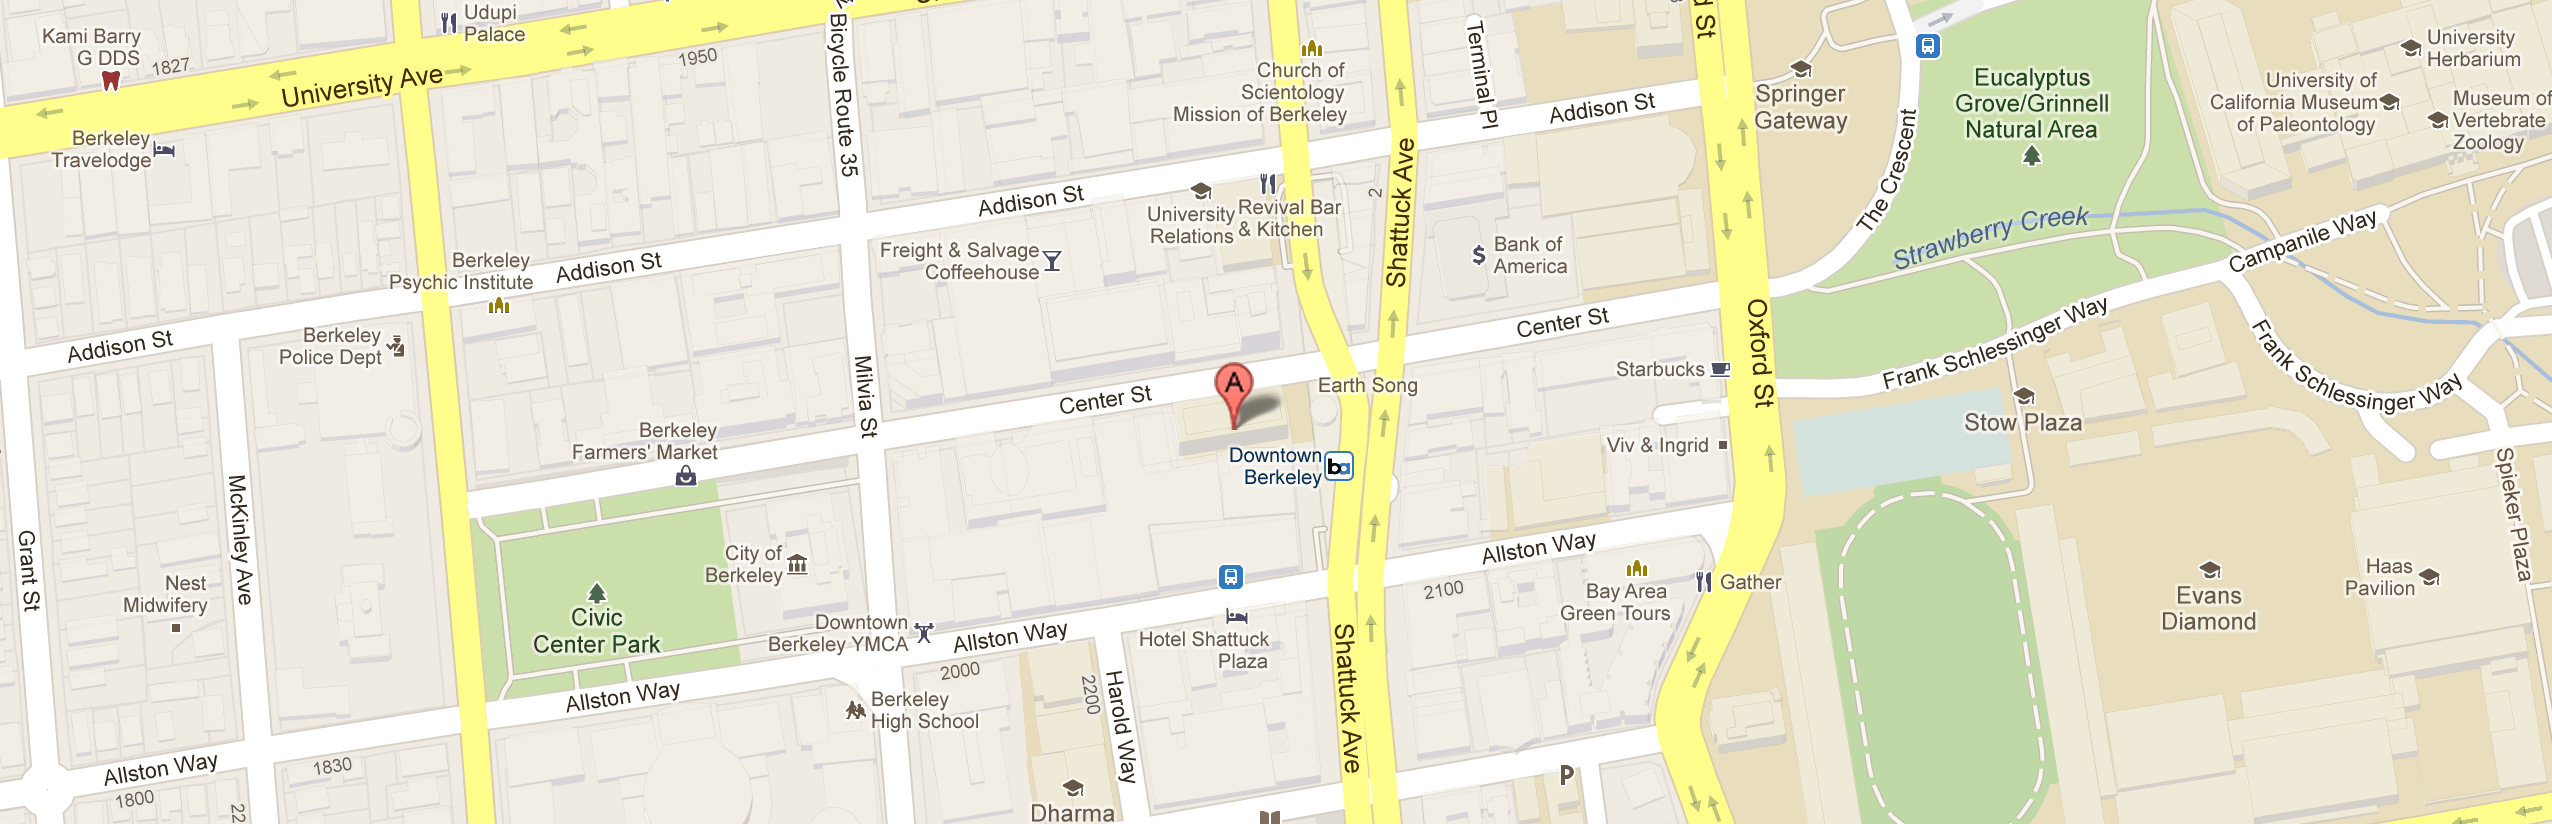 Kami Barry
G DDS
1827
Udupi
Palace
University Ave
1950
Bicycle Route 35
Berkeley
Travelodge
Church of
Scientology
Mission of Berkeley
Terminal Pl
Addison St
Springer
Gateway
The Crescent
Eucalyptus
Grove/Grinnell
Natural Area
University of
California Museum
of Paleontology
University
Herbarium
Museum of
Vertebrate
Zoology
Addison St
University
Relations
Revival Bar
& Kitchen
2
Shattuck Ave
Bank of
America
Strawberry Creek
Campanile Way
Freight & Salvage
Coffeehouse
Berkeley
Psychic Institute
Addison St
Addison St
Berkeley
Police Dept
Milvia St
Center St
Center St
A
Earth Song
Starbucks
Oxford St
Frank Schlessinger Way
Frank Schlessinger Way
Stow Plaza
Viv & Ingrid
Berkeley
Farmers' Market
Downtown
Berkeley
ba
Spieker Plaza
McKinley Ave
Grant St
Nest
Midwifery
Civic
Center Park
City of
Berkeley
Downtown
Berkeley YMCA
Allston Way
2000
Hotel Shattuck
Plaza
Allston Way
2100
Bay Area
Green Tours
Gather
Evans
Diamond
Haas
Pavilion
Allston Way
Berkeley
High School
2200
Harold Way
Shattuck Ave
Allston Way
1830
1800
22
Dharma
P
d St